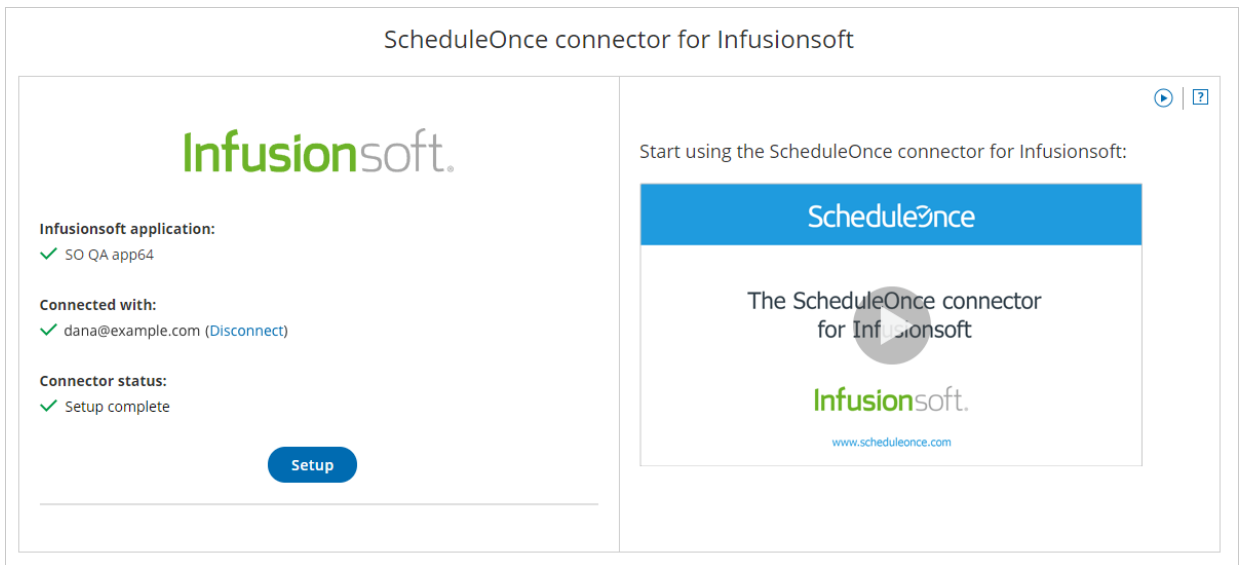 ScheduleOnce connector for Infusionsoft
Infusionsoft.
Infusionsoft application:
SO QA app64
Connected with:
dana@example.com (Disconnect)
Connector status:
Setup complete
Setup
?
Start using the ScheduleOnce connector for Infusionsoft:
ScheduleOnce
The ScheduleOnce connector
for Infusionsoft
Infusionsoft.
www.scheduleonce.com